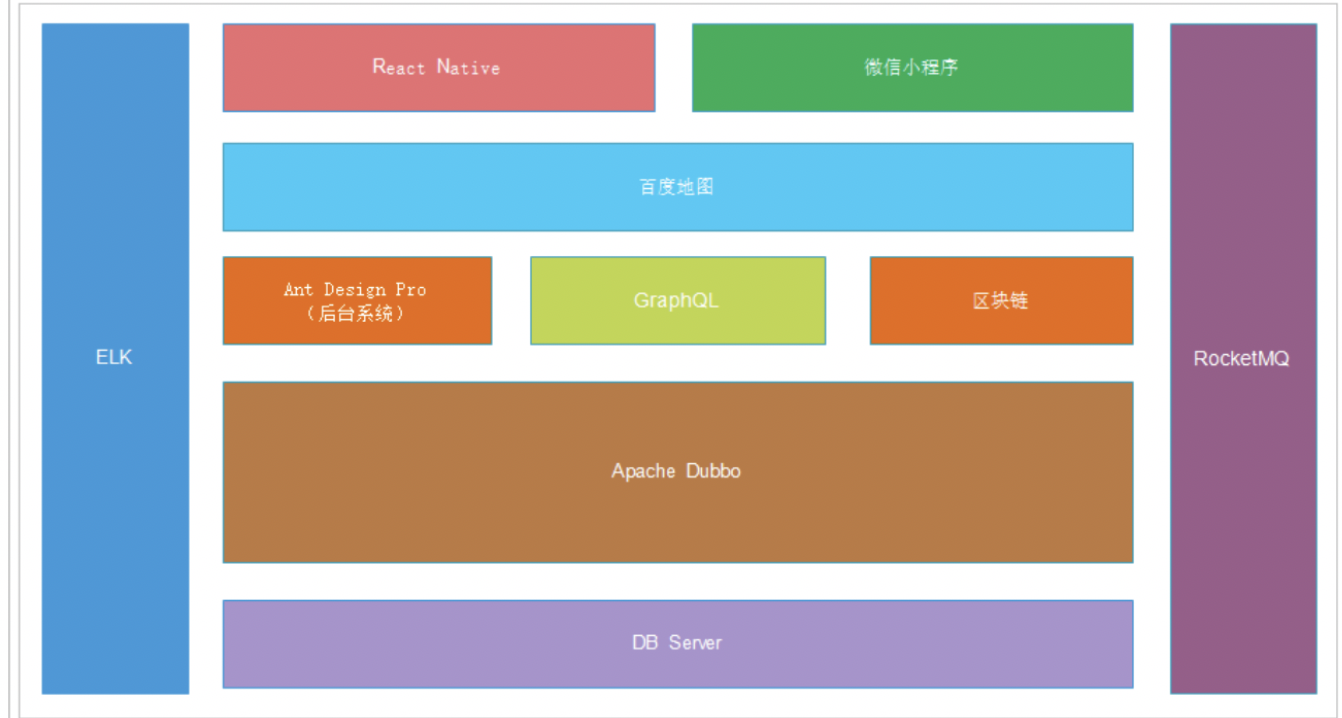 React Native
微信小程序
百度地图
Ant Design Pro
（后台系统）
GraphQL
区块链
ELK
RocketMQ
Apache Dubbo
DB Server